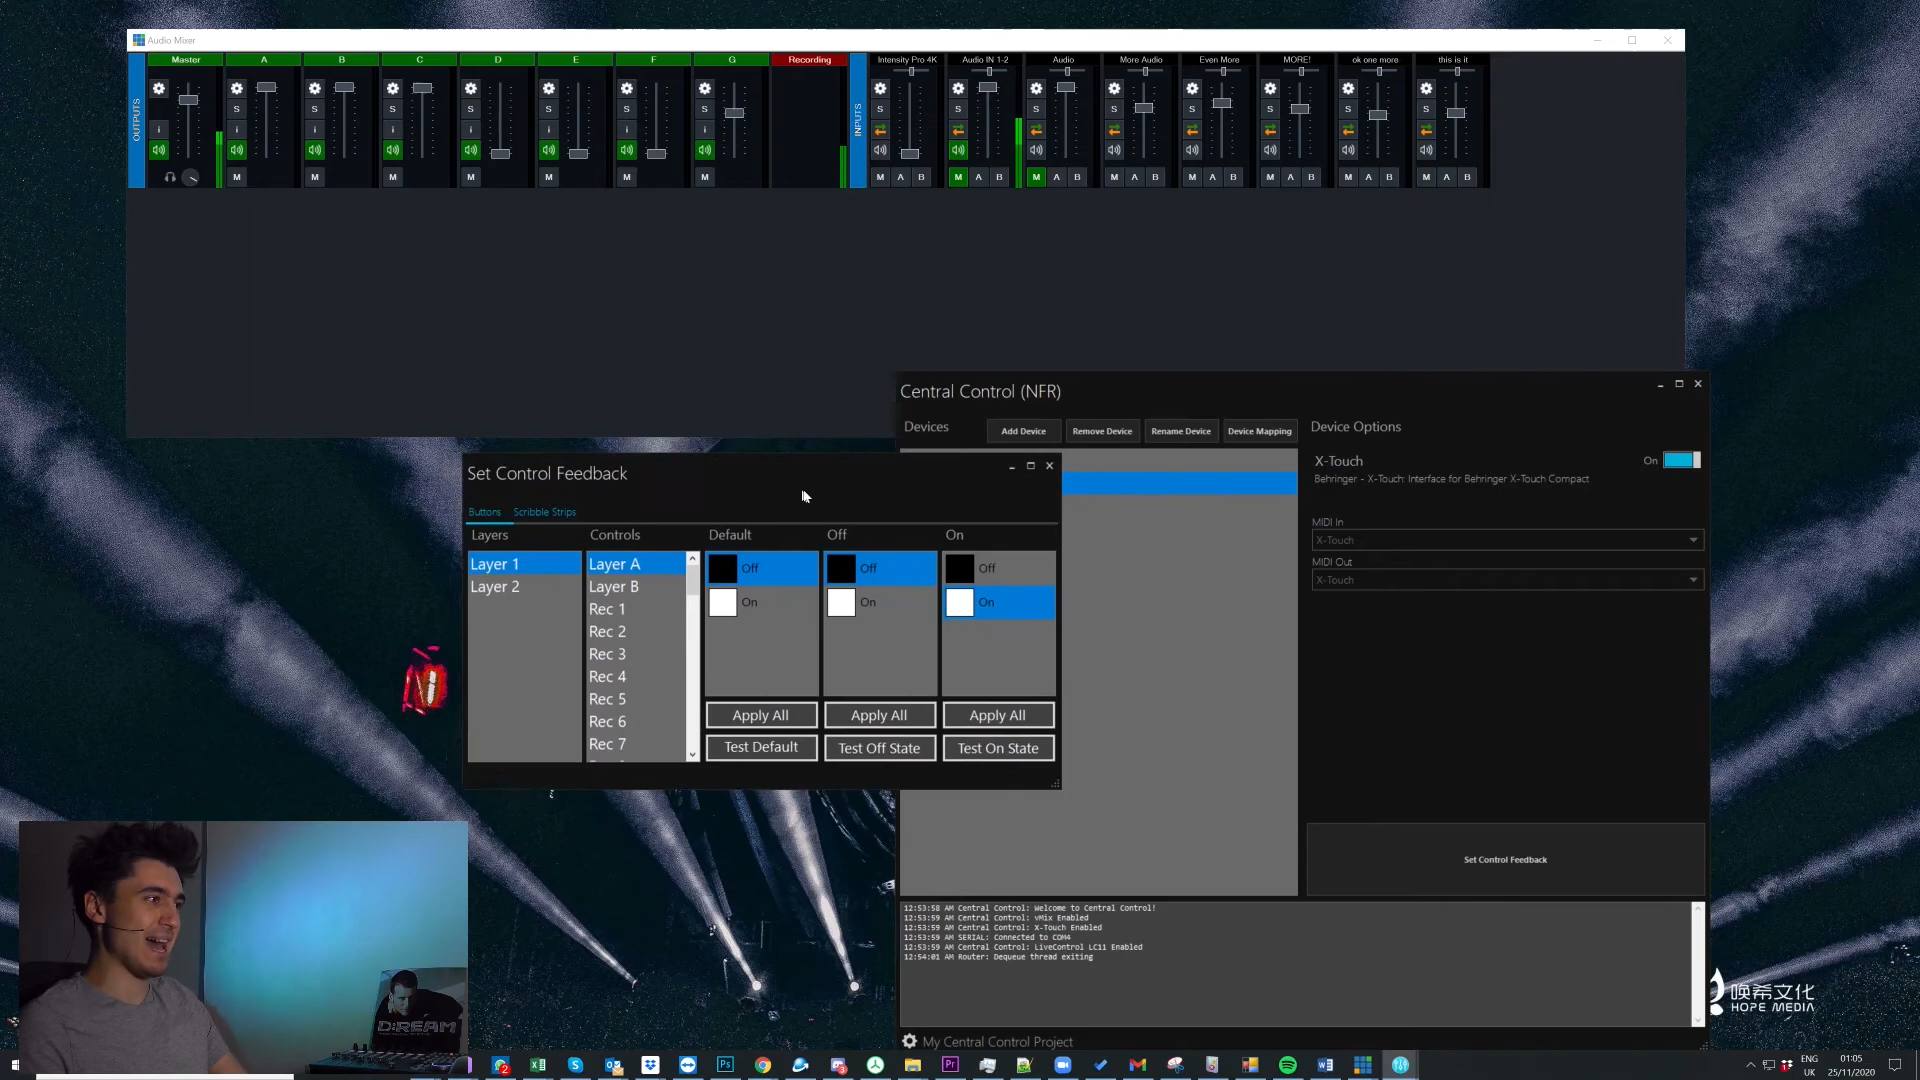 Audio Mixer
Master A B C D E F G Recording Intensity Pro 4K Audio IN 1-2 Audio More Audio Even More MORE! ok one more this is it
OUTPUTS
INPUTS
S S S S S S S S S S S S S S S
i i i i i i i i
M M M M M M M M A B M A B M A B M A B M A B M A B M A B M A B
Central Control (NFR)
Devices
Add Device
Remove Device
Rename Device
Device Mapping
Device Options
X-Touch
On
Behringer - X-Touch: Interface for Behringer X-Touch Compact
MIDI In
X-Touch
MIDI Out
X-Touch
Set Control Feedback
Buttons Scribble Strips
Layers Controls Default Off On
Layer 1
Layer 2
Layer A
Layer B
Rec 1
Rec 2
Rec 3
Rec 4
Rec 5
Rec 6
Rec 7
Off Off Off
On On On
Apply All Apply All Apply All
Test Default Test Off State Test On State
Set Control Feedback
12:53:58 AM Central Control: Welcome to Central Control!
12:53:59 AM Central Control: vMix Enabled
12:53:59 AM Central Control: X-Touch Enabled
12:53:59 AM SERIAL: Connected to COM4
12:53:59 AM Central Control: LiveControl LC11 Enabled
12:54:01 AM Router: Dequeue thread exiting
My Central Control Project
唤希文化
HOPE MEDIA
D:REAM
ENG
UK
01:05
25/11/2020